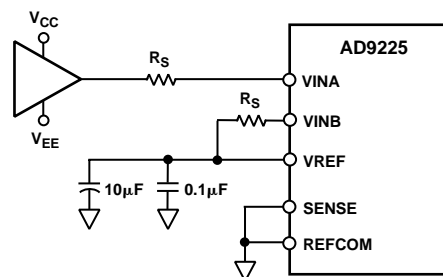 VCC
AD9225
RS
VINA
RS
VINB
VEE
VREF
10µF
0.1µF
SENSE
REFCOM